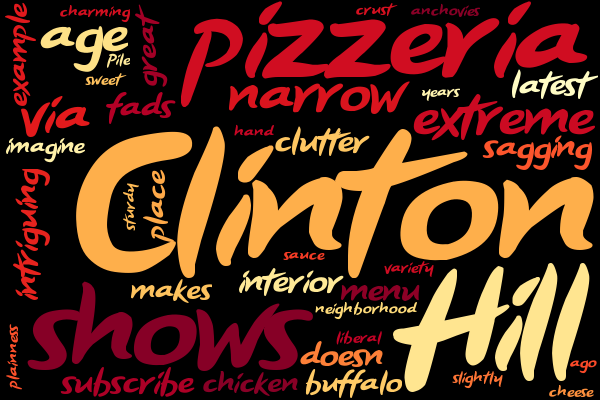 charming
crust
anchovies
example
age
Pile
great
pizzeria
sweet
latest
via
fads
narrow
years
extreme
imagine
hand
clutter
sagging
Clinton
intriguing
sturdy
place
sauce
variety
makes
interior
menu
Hill
shows
neighborhood
plainness
liberal
doesn
ago
subscribe
chicken
buffalo
slightly
cheese